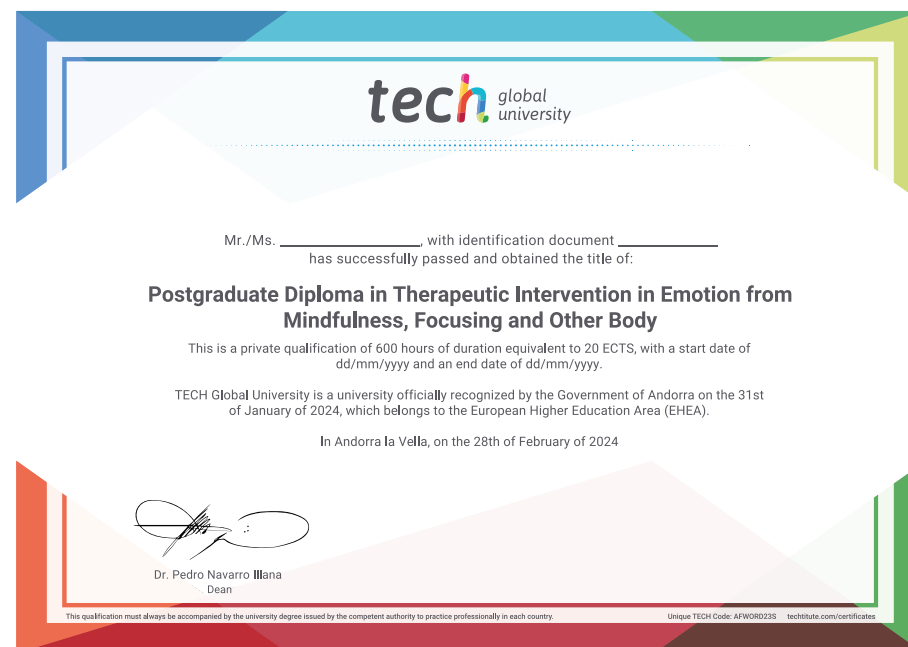 tech global
university
Mr./Ms. ____________________, with identification document ______________
has successfully passed and obtained the title of:
Postgraduate Diploma in Therapeutic Intervention in Emotion from
Mindfulness, Focusing and Other Body
This is a private qualification of 600 hours of duration equivalent to 20 ECTS, with a start date of
dd/mm/yyyy and an end date of dd/mm/yyyy.
TECH Global University is a university officially recognized by the Government of Andorra on the 31st
of January of 2024, which belongs to the European Higher Education Area (EHEA).
In Andorra la Vella, on the 28th of February of 2024
Dr. Pedro Navarro Illana
Dean
This qualification must always be accompanied by the university degree issued by the competent authority to practice professionally in each country.
Unique TECH Code: AFWORD23S techtitute.com/certificates